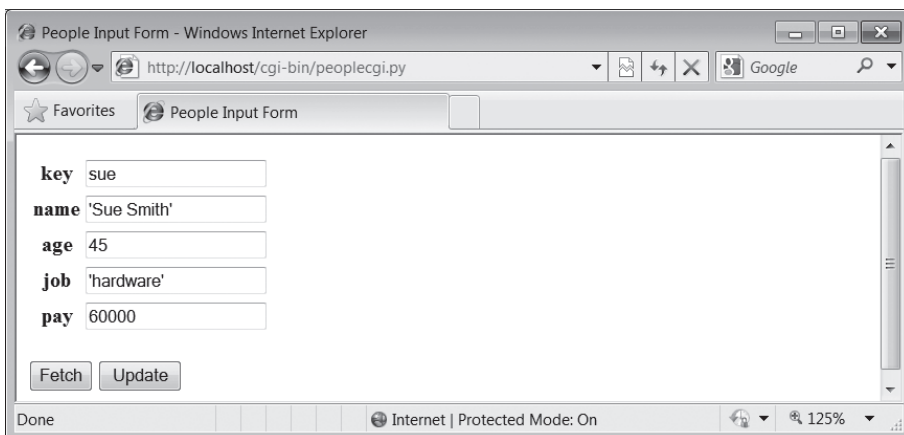 People Input Form - Windows Internet Explorer
http://localhost/cgi-bin/peoplecgi.py
Google
Favorites
People Input Form
key sue
name 'Sue Smith'
age 45
job 'hardware'
pay 60000
Fetch Update
Done
Internet | Protected Mode: On
125%